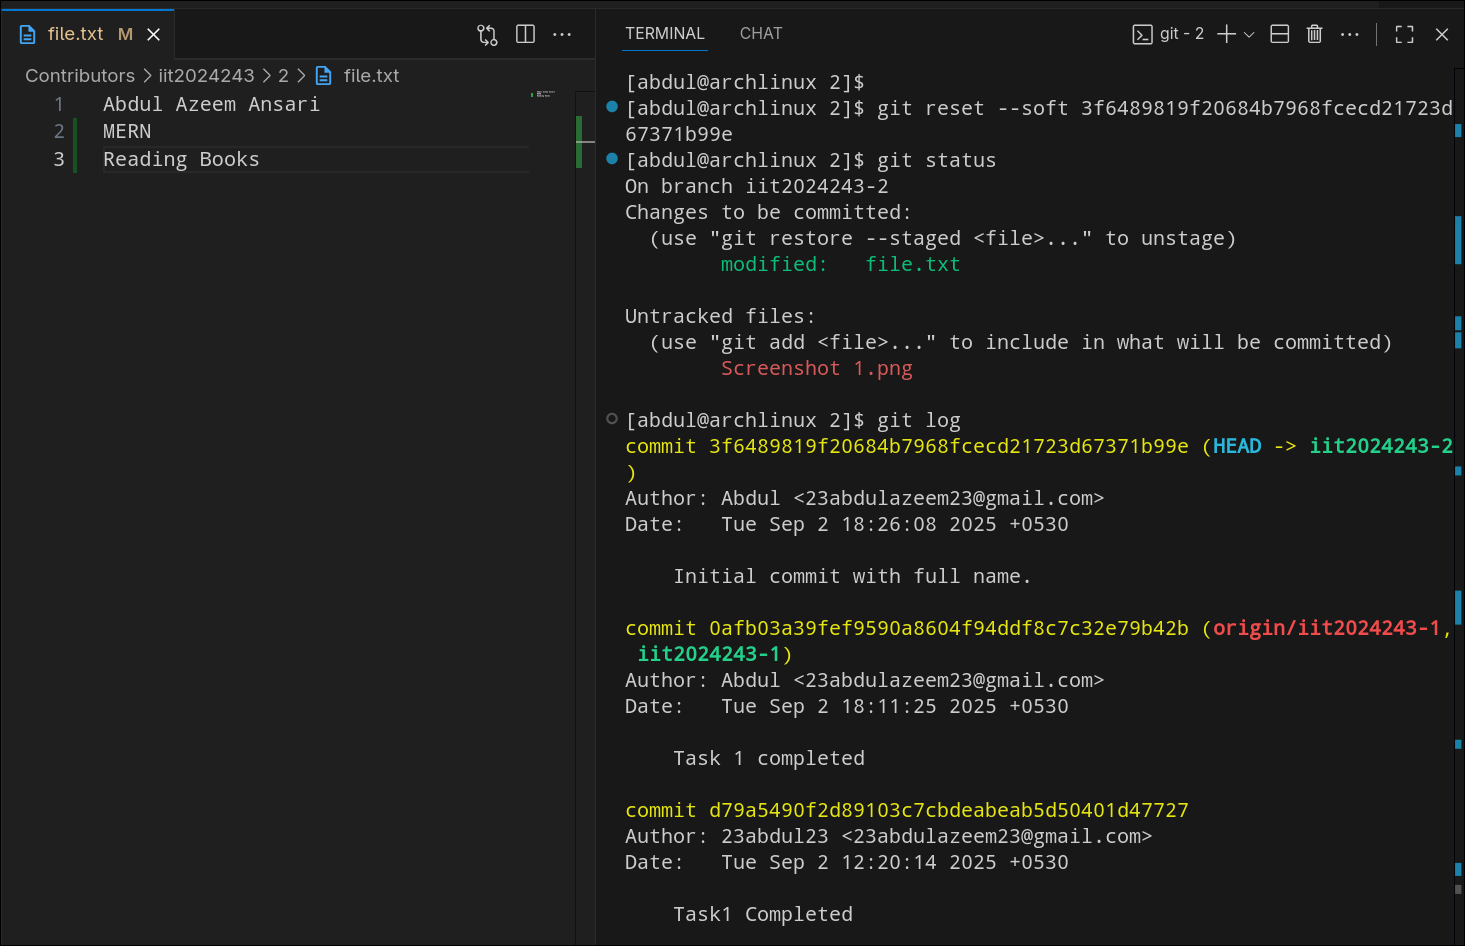 file.txt M
Contributors > iit2024243 > 2 > file.txt
1 Abdul Azeem Ansari
2 MERN
3 Reading Books
TERMINAL CHAT
git - 2
[abdul@archlinux 2]$
[abdul@archlinux 2]$ git reset --soft 3f6489819f20684b7968fcecd21723d
67371b99e
[abdul@archlinux 2]$ git status
On branch iit2024243-2
Changes to be committed:
(use "git restore --staged <file>..." to unstage)
modified: file.txt
Untracked files:
(use "git add <file>..." to include in what will be committed)
Screenshot 1.png
[abdul@archlinux 2]$ git log
commit 3f6489819f20684b7968fcecd21723d67371b99e (HEAD -> iit2024243-2
)
Author: Abdul <23abdulazeem23@gmail.com>
Date: Tue Sep 2 18:26:08 2025 +0530
Initial commit with full name.
commit 0afb03a39fef9590a8604f94ddf8c7c32e79b42b (origin/iit2024243-1,
iit2024243-1)
Author: Abdul <23abdulazeem23@gmail.com>
Date: Tue Sep 2 18:11:25 2025 +0530
Task 1 completed
commit d79a5490f2d89103c7cbdeabeab5d50401d47727
Author: 23abdul23 <23abdulazeem23@gmail.com>
Date: Tue Sep 2 12:20:14 2025 +0530
Task1 Completed